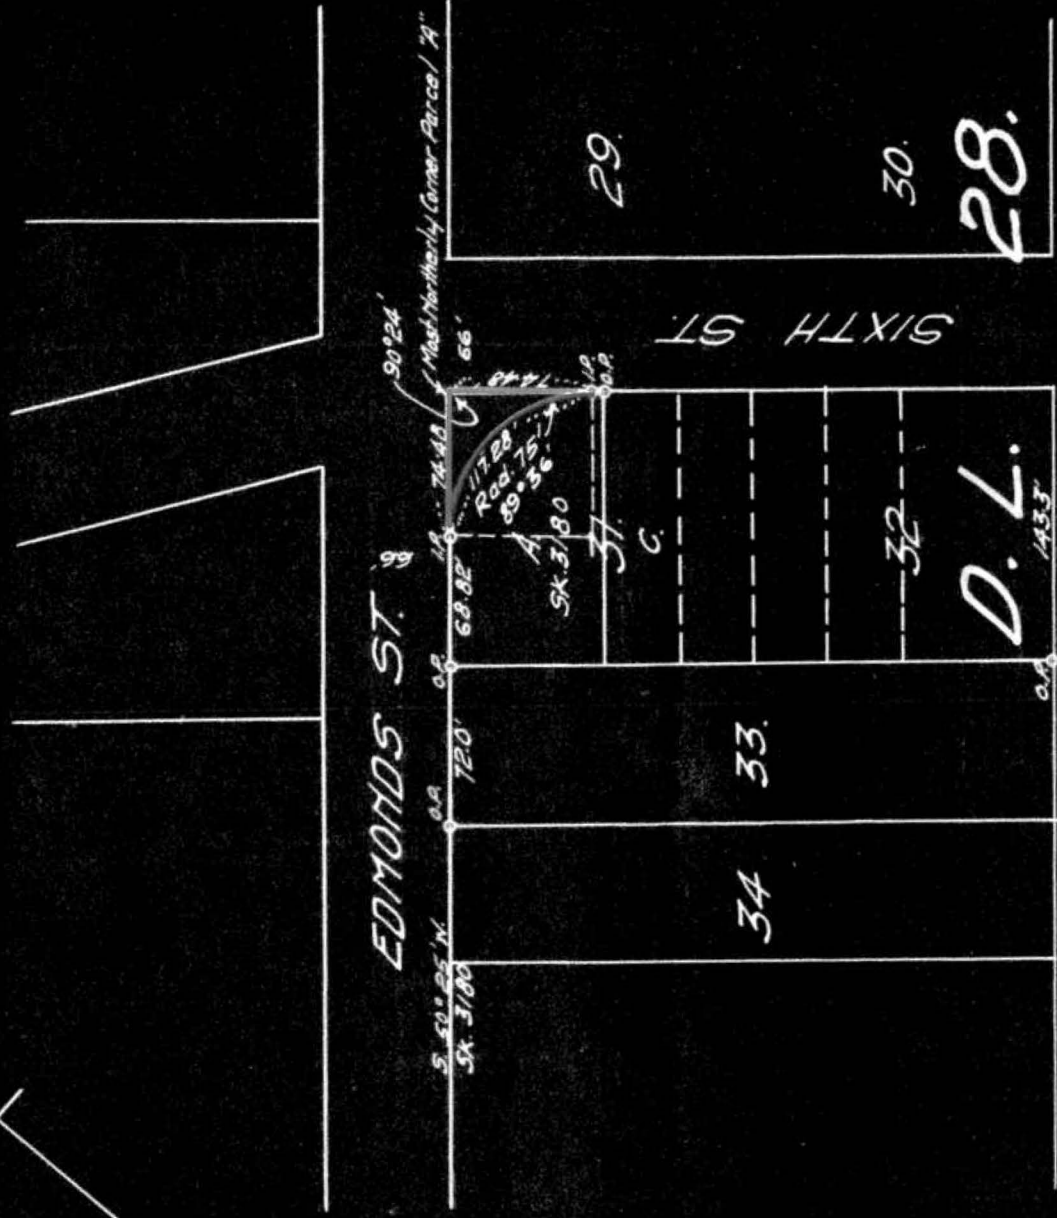 Most Northerly Corner Parcel "A"
90°24'
66'
29.
30.
28.
SIXTH ST.
74.48
74.48
I.P.
O.P.
117.28'
Rad. 75'
89°36'
A.
SK. 3180
31.
C.
32
D. L.
143.3'
O.P.
EDMONDS ST.
66'
I.P.
68.82'
O.P.
72.0'
O.P.
33.
34
S. 50° 25' W.
SK. 3180